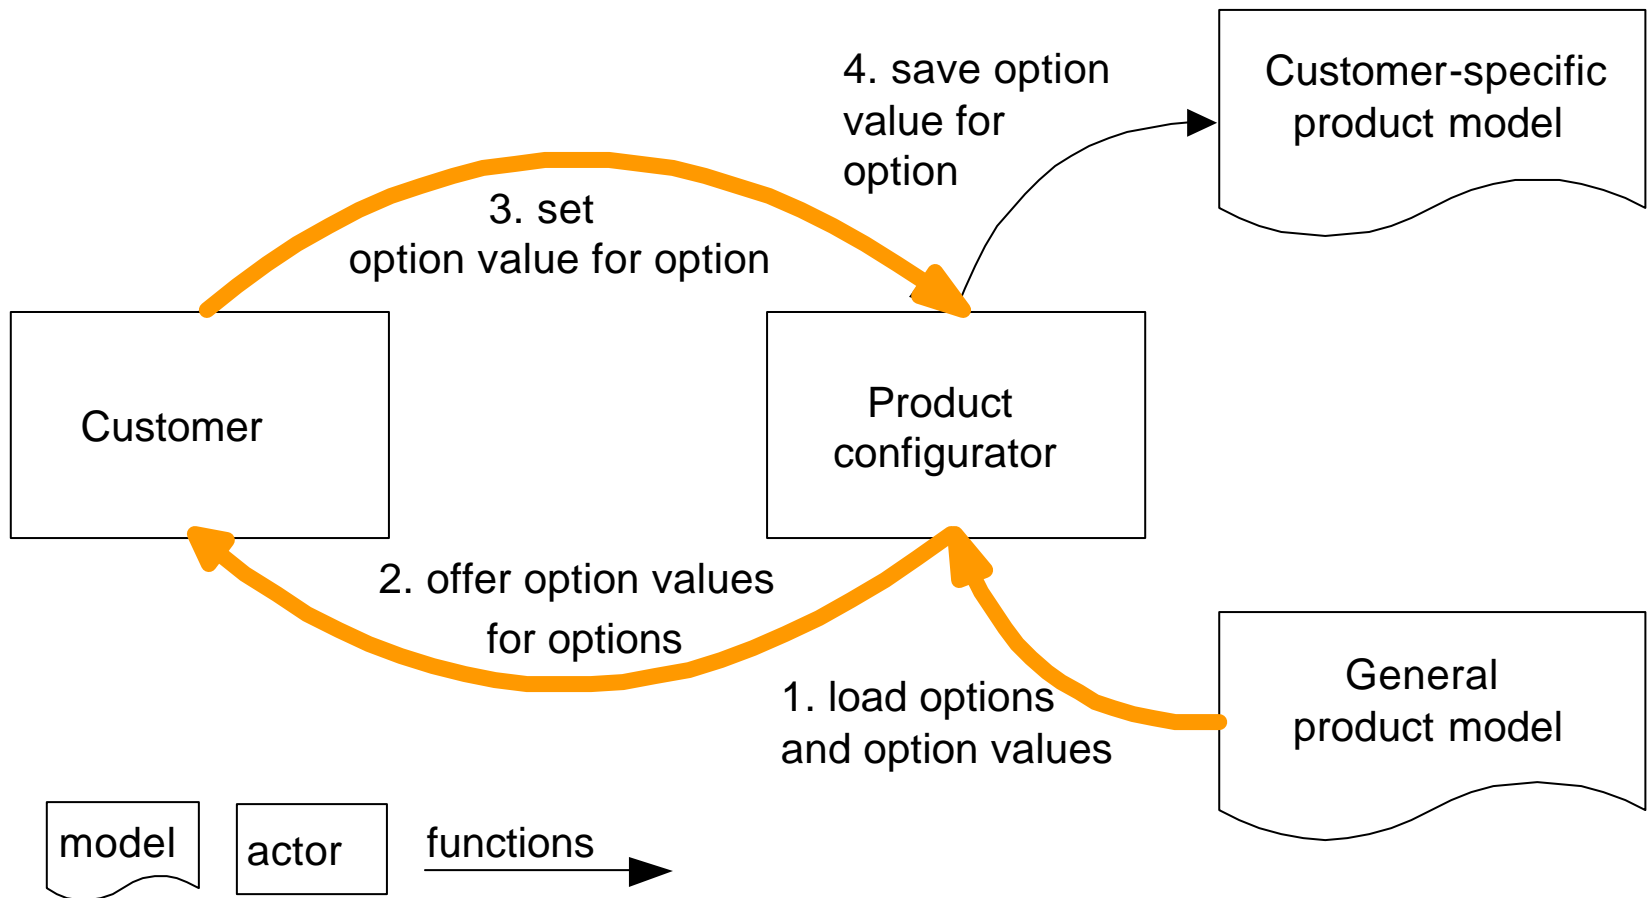 4. save option
value for
option
Customer-specific
product model
3. set
option value for option
Customer
Product
configurator
2. offer option values
for options
1. load options
and option values
General
product model
model
actor
functions